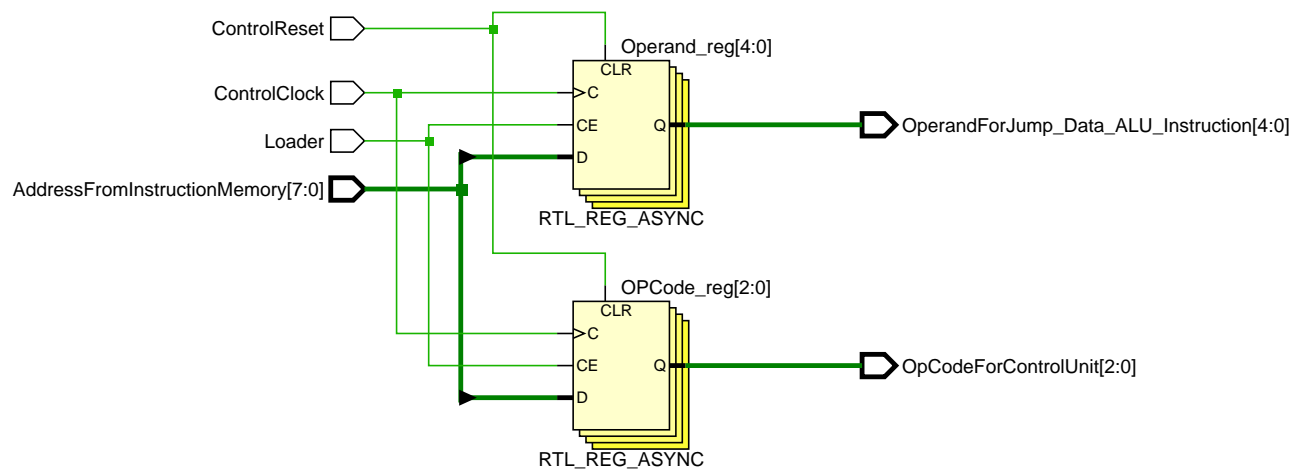 ControlReset
ControlClock
Loader
AddressFromInstructionMemory[7:0]
Operand_reg[4:0]
CLR
C
CE
D
Q
RTL_REG_ASYNC
OperandForJump_Data_ALU_Instruction[4:0]
OPCode_reg[2:0]
CLR
C
CE
D
Q
RTL_REG_ASYNC
OpCodeForControlUnit[2:0]